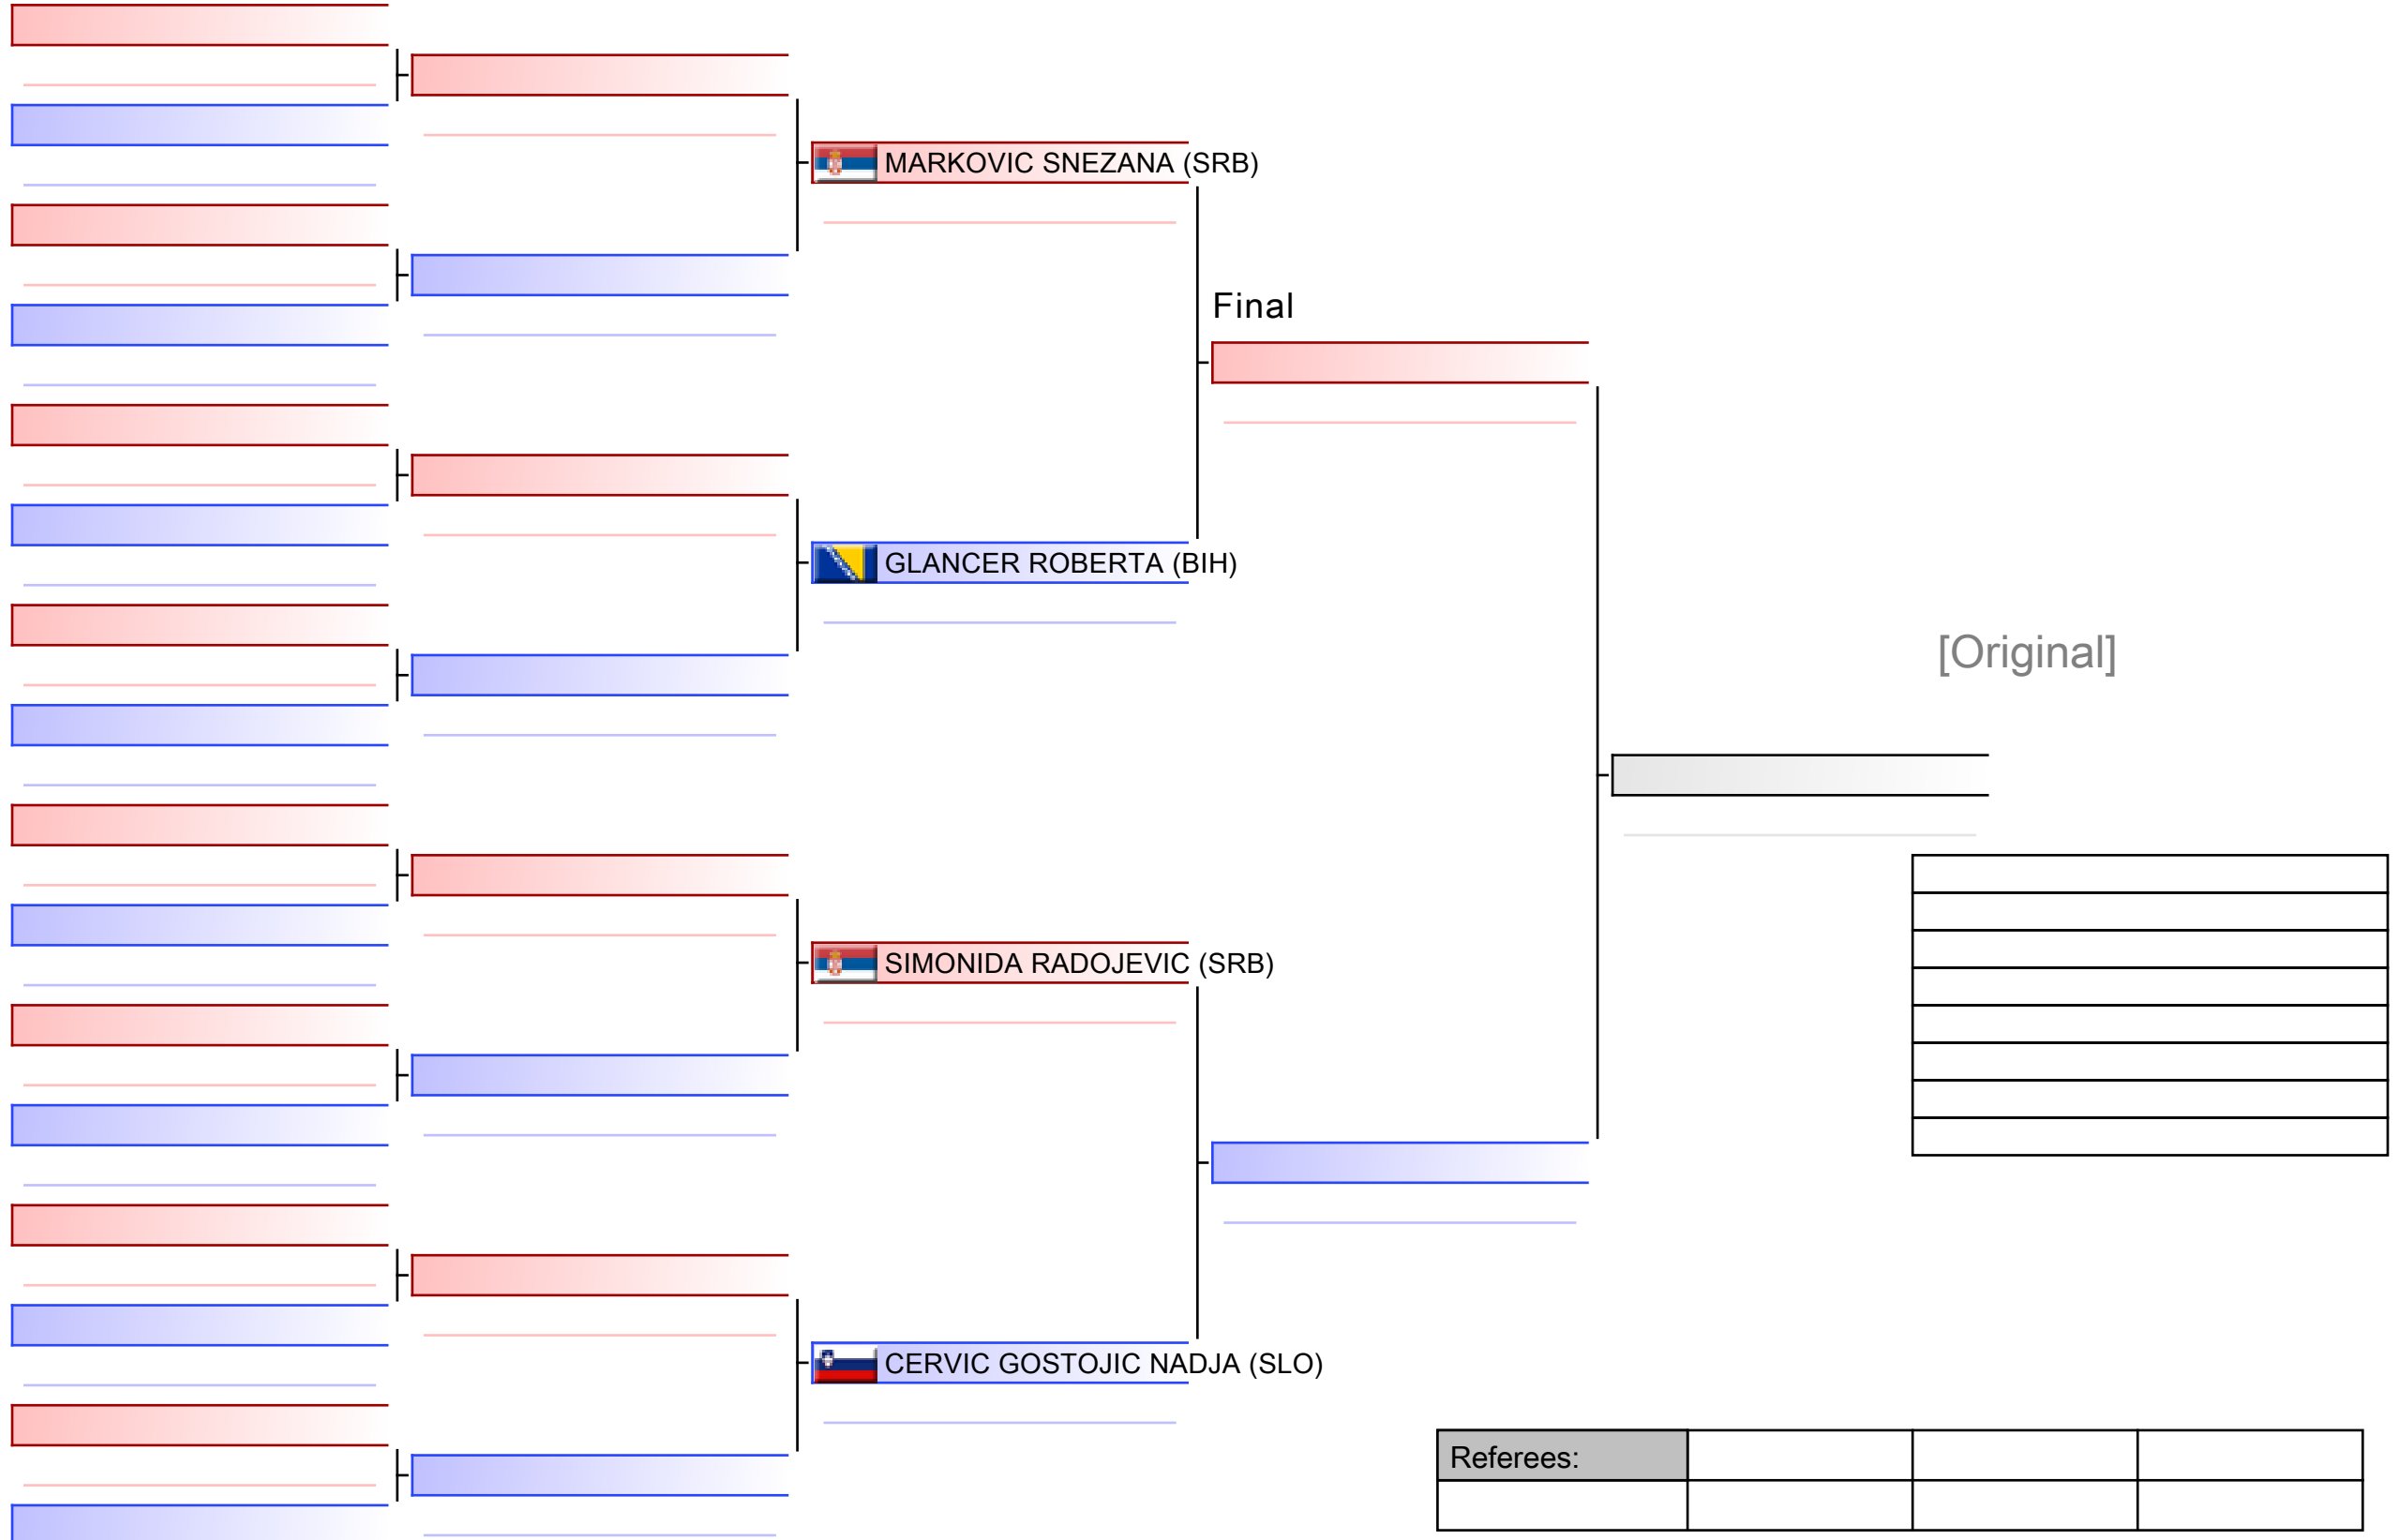 MARKOVIC SNEZANA (SRB)
Final
GLANCER ROBERTA (BIH)
[Original]
SIMONIDA RADOJEVIC (SRB)
CERVIC GOSTOJIC NADJA (SLO)
Referees: